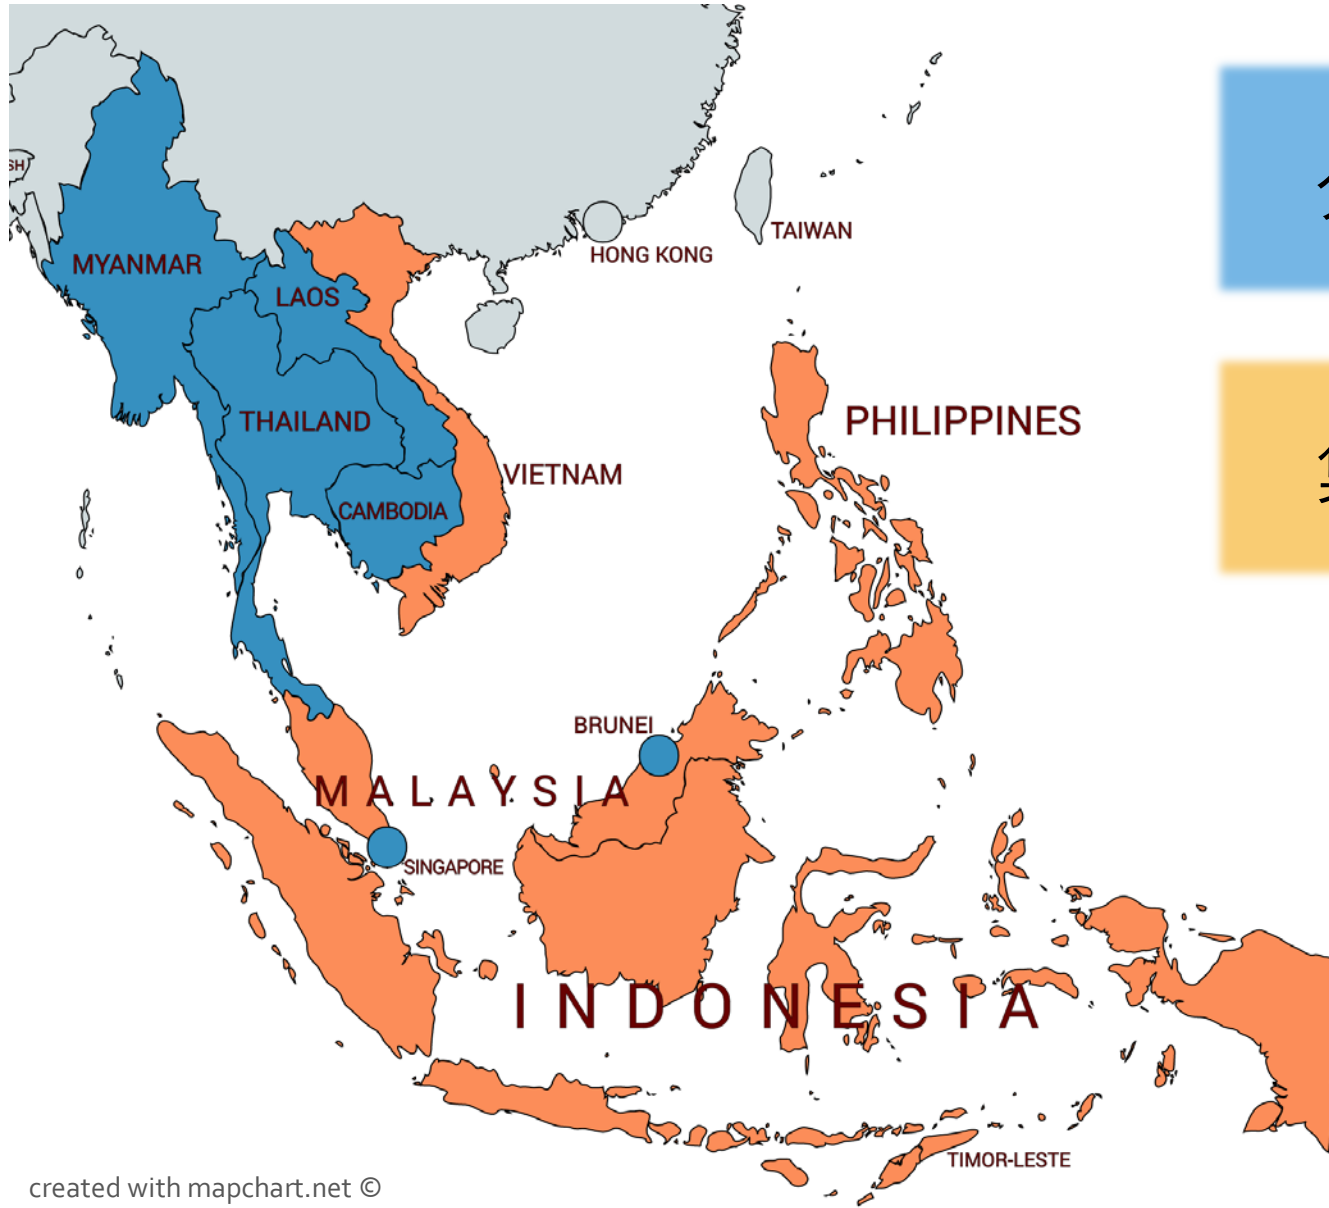 SH
TAIWAN
HONG KONG
MYANMAR
LAOS
THAILAND
PHILIPPINES
VIETNAM
CAMBODIA
BRUNEI
MALAYSIA
SINGAPORE
INDONESIA
TIMOR-LESTE
created with mapchart.net ©